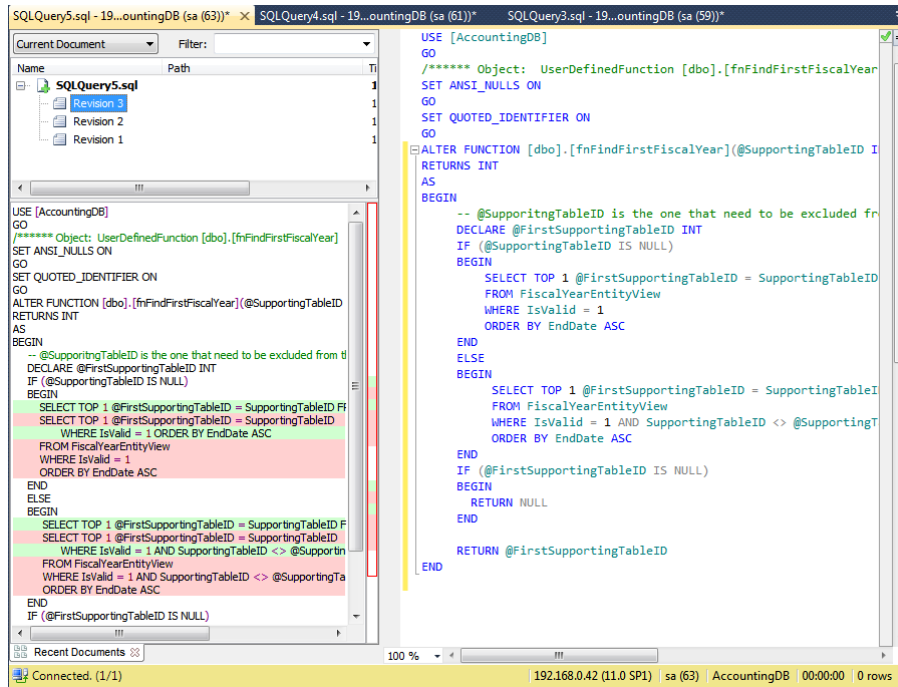 SQLQuery5.sql - 19...ountingDB (sa (63))* SQLQuery4.sql - 19...ountingDB (sa (61))* SQLQuery3.sql - 19...ountingDB (sa (59))*
Current Document Filter:
Name Path Ti
SQLQuery5.sql 1
Revision 3 1
Revision 2 1
Revision 1 1
USE [AccountingDB]
GO
/****** Object: UserDefinedFunction [dbo].[fnFindFirstFiscalYear]
SET ANSI_NULLS ON
GO
SET QUOTED_IDENTIFIER ON
GO
ALTER FUNCTION [dbo].[fnFindFirstFiscalYear](@SupportingTableID
RETURNS INT
AS
BEGIN
-- @SupporitngTableID is the one that need to be excluded from t
DECLARE @FirstSupportingTableID INT
IF (@SupportingTableID IS NULL)
BEGIN
SELECT TOP 1 @FirstSupportingTableID = SupportingTableID F
SELECT TOP 1 @FirstSupportingTableID = SupportingTableID
WHERE IsValid = 1 ORDER BY EndDate ASC
FROM FiscalYearEntityView
WHERE IsValid = 1
ORDER BY EndDate ASC
END
ELSE
BEGIN
SELECT TOP 1 @FirstSupportingTableID = SupportingTableID F
SELECT TOP 1 @FirstSupportingTableID = SupportingTableID
WHERE IsValid = 1 AND SupportingTableID <> @Supportin
FROM FiscalYearEntityView
WHERE IsValid = 1 AND SupportingTableID <> @SupportingTa
ORDER BY EndDate ASC
END
IF (@FirstSupportingTableID IS NULL)
Recent Documents
USE [AccountingDB]
GO
/****** Object: UserDefinedFunction [dbo].[fnFindFirstFiscalYear
SET ANSI_NULLS ON
GO
SET QUOTED_IDENTIFIER ON
GO
ALTER FUNCTION [dbo].[fnFindFirstFiscalYear](@SupportingTableID I
RETURNS INT
AS
BEGIN
-- @SupporitngTableID is the one that need to be excluded fr
DECLARE @FirstSupportingTableID INT
IF (@SupportingTableID IS NULL)
BEGIN
SELECT TOP 1 @FirstSupportingTableID = SupportingTableID
FROM FiscalYearEntityView
WHERE IsValid = 1
ORDER BY EndDate ASC
END
ELSE
BEGIN
SELECT TOP 1 @FirstSupportingTableID = SupportingTableI
FROM FiscalYearEntityView
WHERE IsValid = 1 AND SupportingTableID <> @SupportingT
ORDER BY EndDate ASC
END
IF (@FirstSupportingTableID IS NULL)
BEGIN
RETURN NULL
END
RETURN @FirstSupportingTableID
END
100 %
Connected. (1/1) 192.168.0.42 (11.0 SP1) sa (63) AccountingDB 00:00:00 0 rows